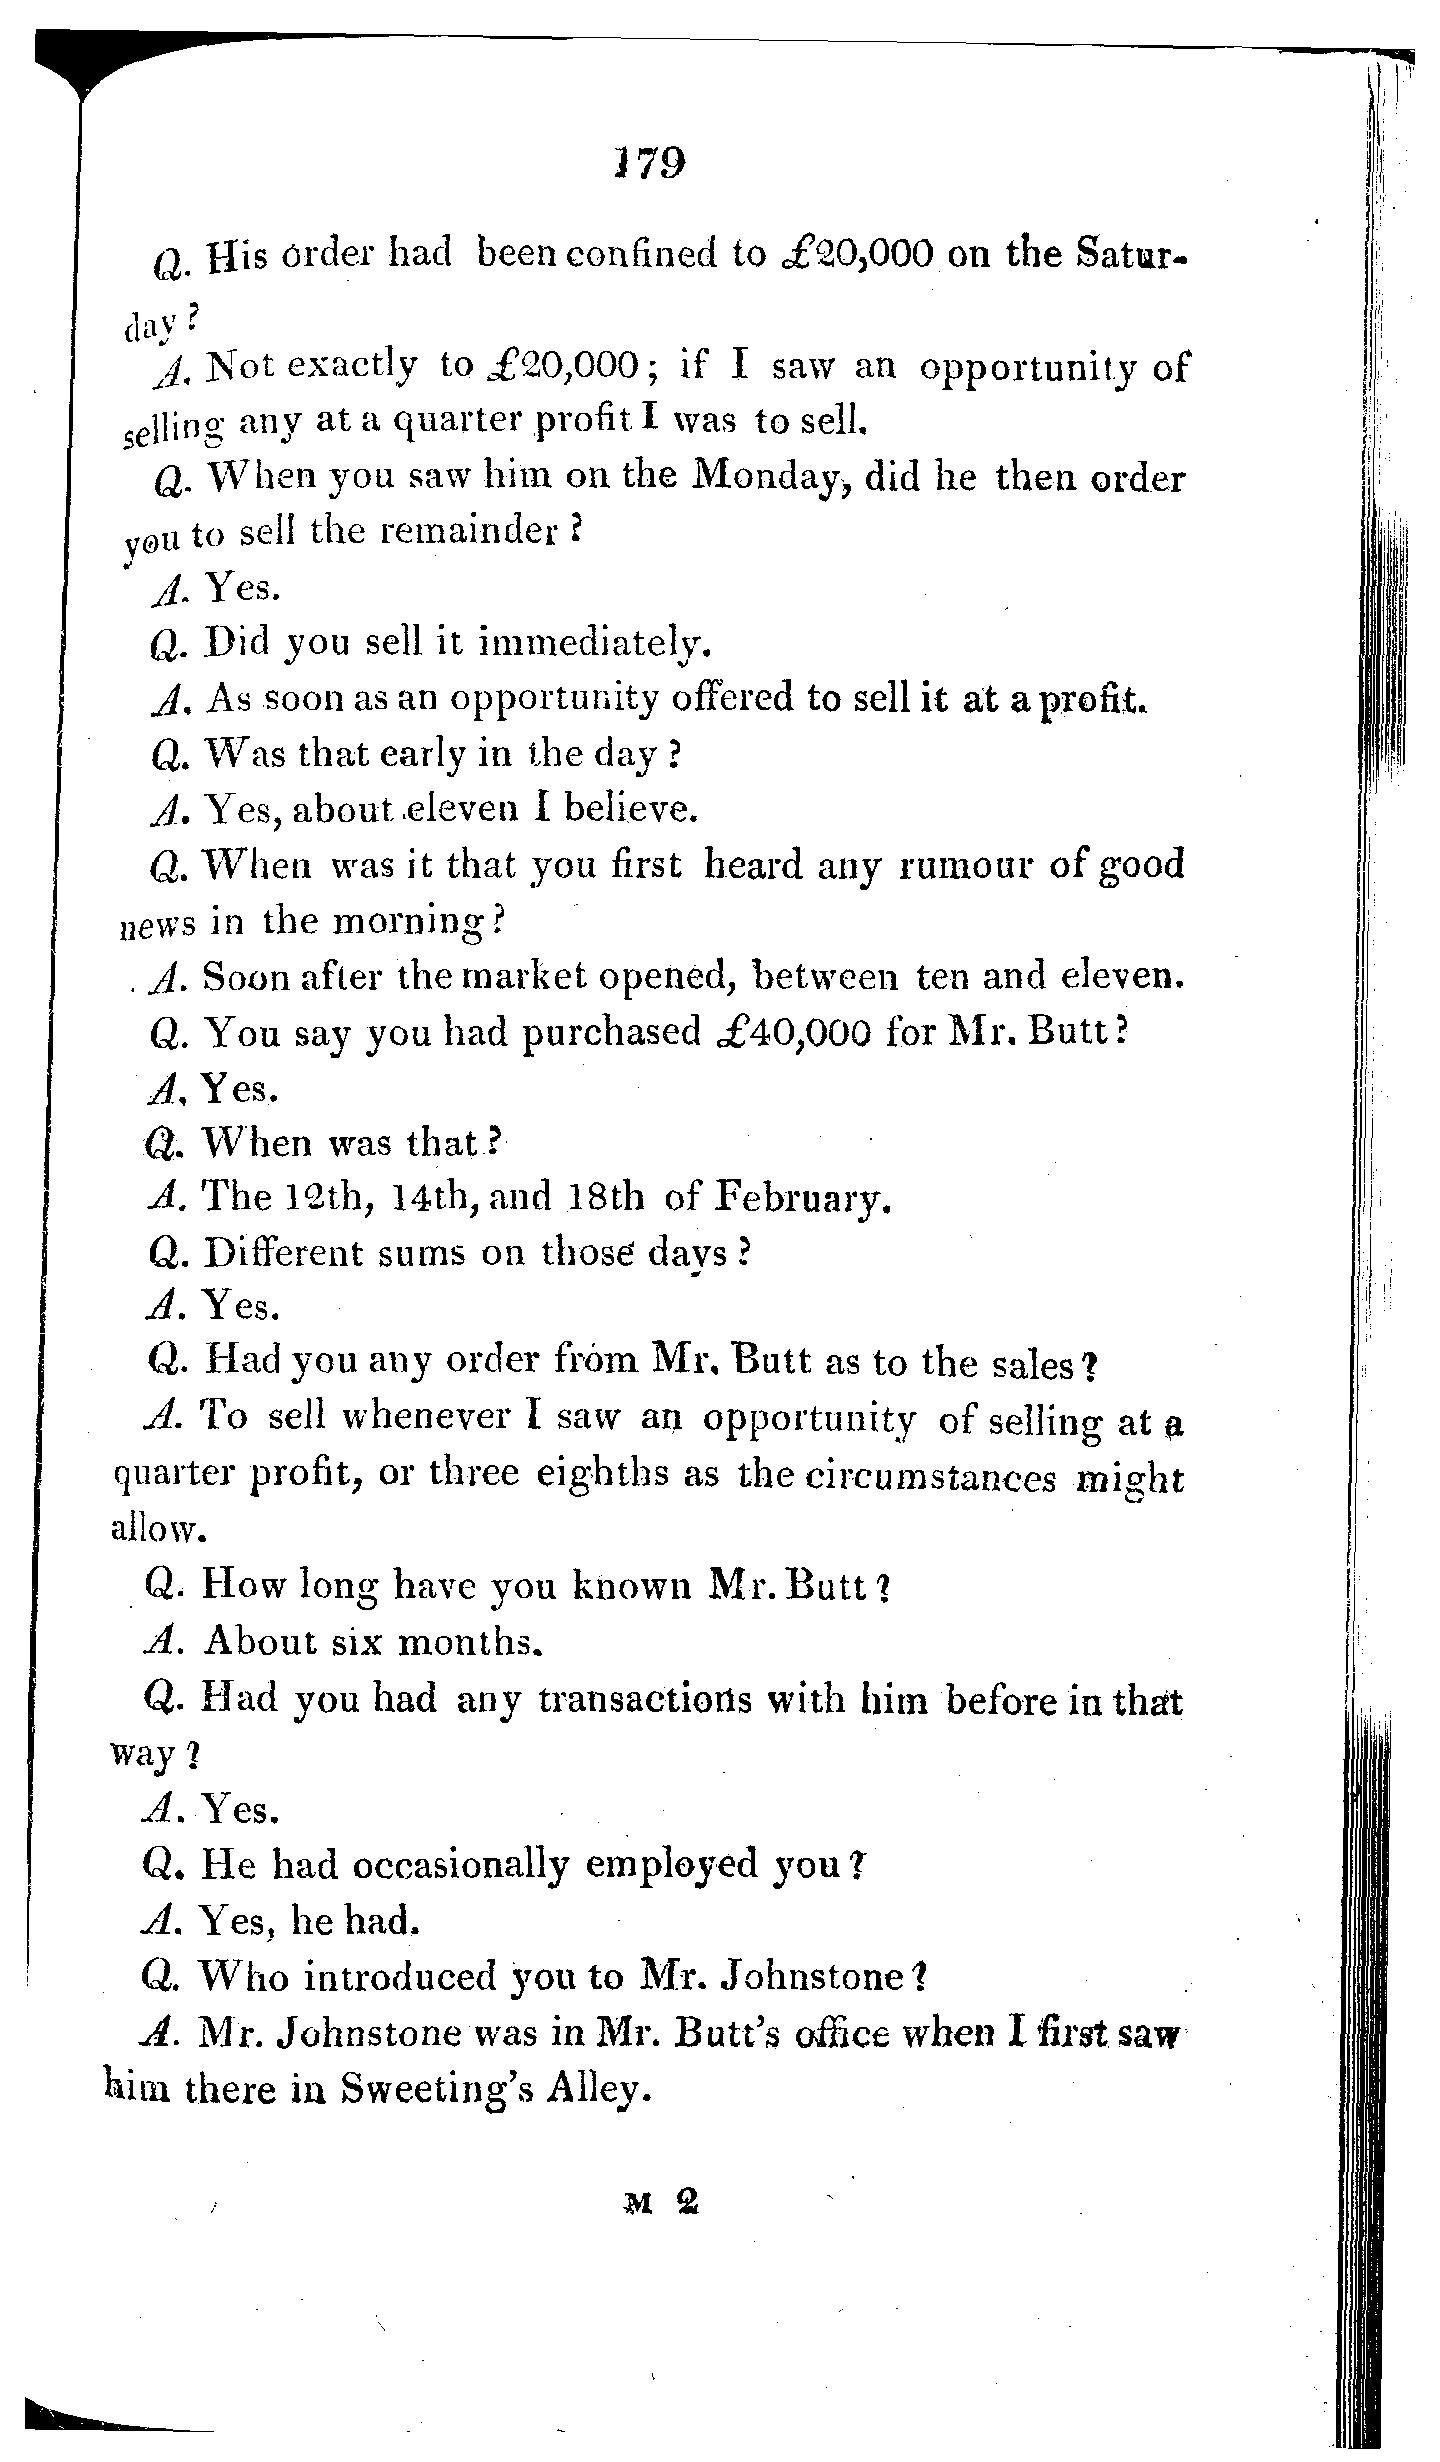 179
Q. His order had been confined to £20,000 on the Satur-
day?
A. Not exactly to £20,000; if I saw an opportunity of
selling any at a quarter profit I was to sell.
Q. When you saw him on the Monday, did he then order
you to sell the remainder?
A. Yes.
Q. Did you sell it immediately.
A. As soon as an opportunity offered to sell it at a profit.
Q. Was that early in the day?
A. Yes, about eleven I believe.
Q. When was it that you first heard any rumour of good
news in the morning?
A. Soon after the market opened, between ten and eleven.
Q. You say you had purchased £40,000 for Mr. Butt?
A. Yes.
Q. When was that?
A. The 12th, 14th, and 18th of February.
Q. Different sums on those days?
A. Yes.
Q. Had you any order from Mr. Butt as to the sales?
A. To sell whenever I saw an opportunity of selling at a
quarter profit, or three eighths as the circumstances might
allow.
Q. How long have you known Mr. Butt?
A. About six months.
Q. Had you had any transactions with him before in that
way?
A. Yes.
Q. He had occasionally employed you?
A. Yes, he had.
Q. Who introduced you to Mr. Johnstone?
A. Mr. Johnstone was in Mr. Butt's office when I first saw
him there in Sweeting's Alley.
M 2